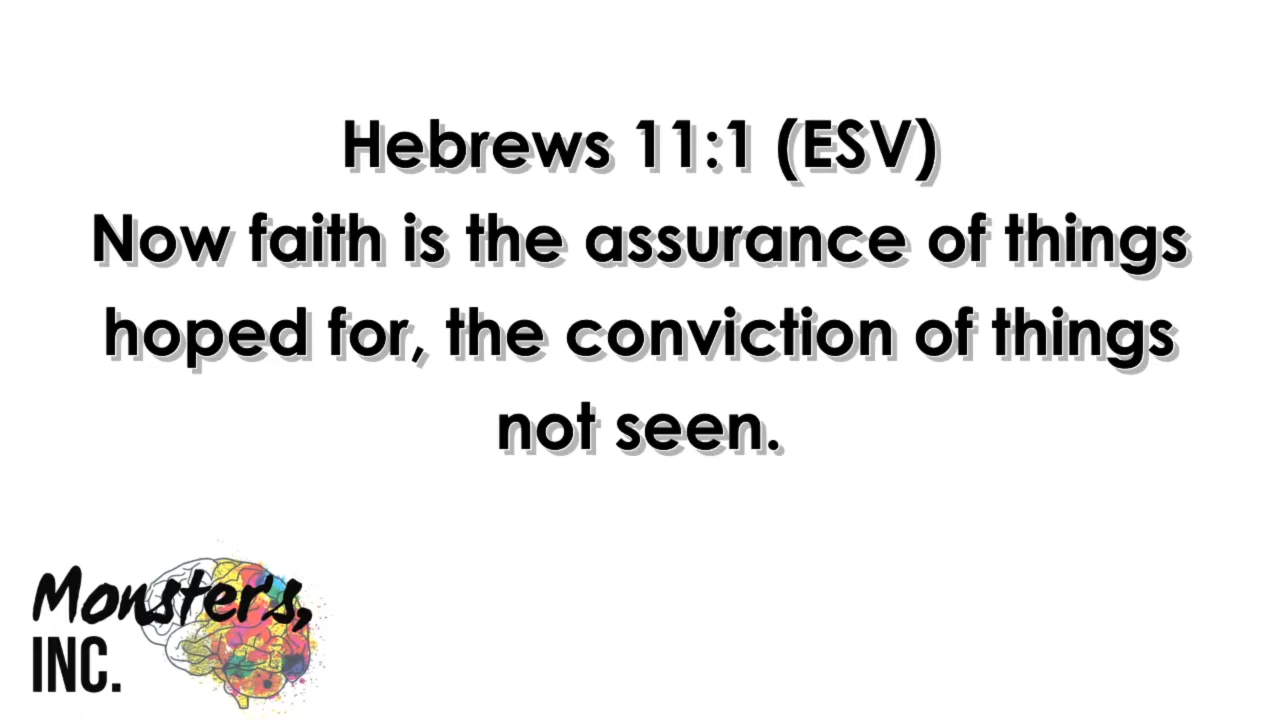 Hebrews 11:1 (ESV)
Now faith is the assurance of things
hoped for, the conviction of things
not seen.
Monsters,
INC.